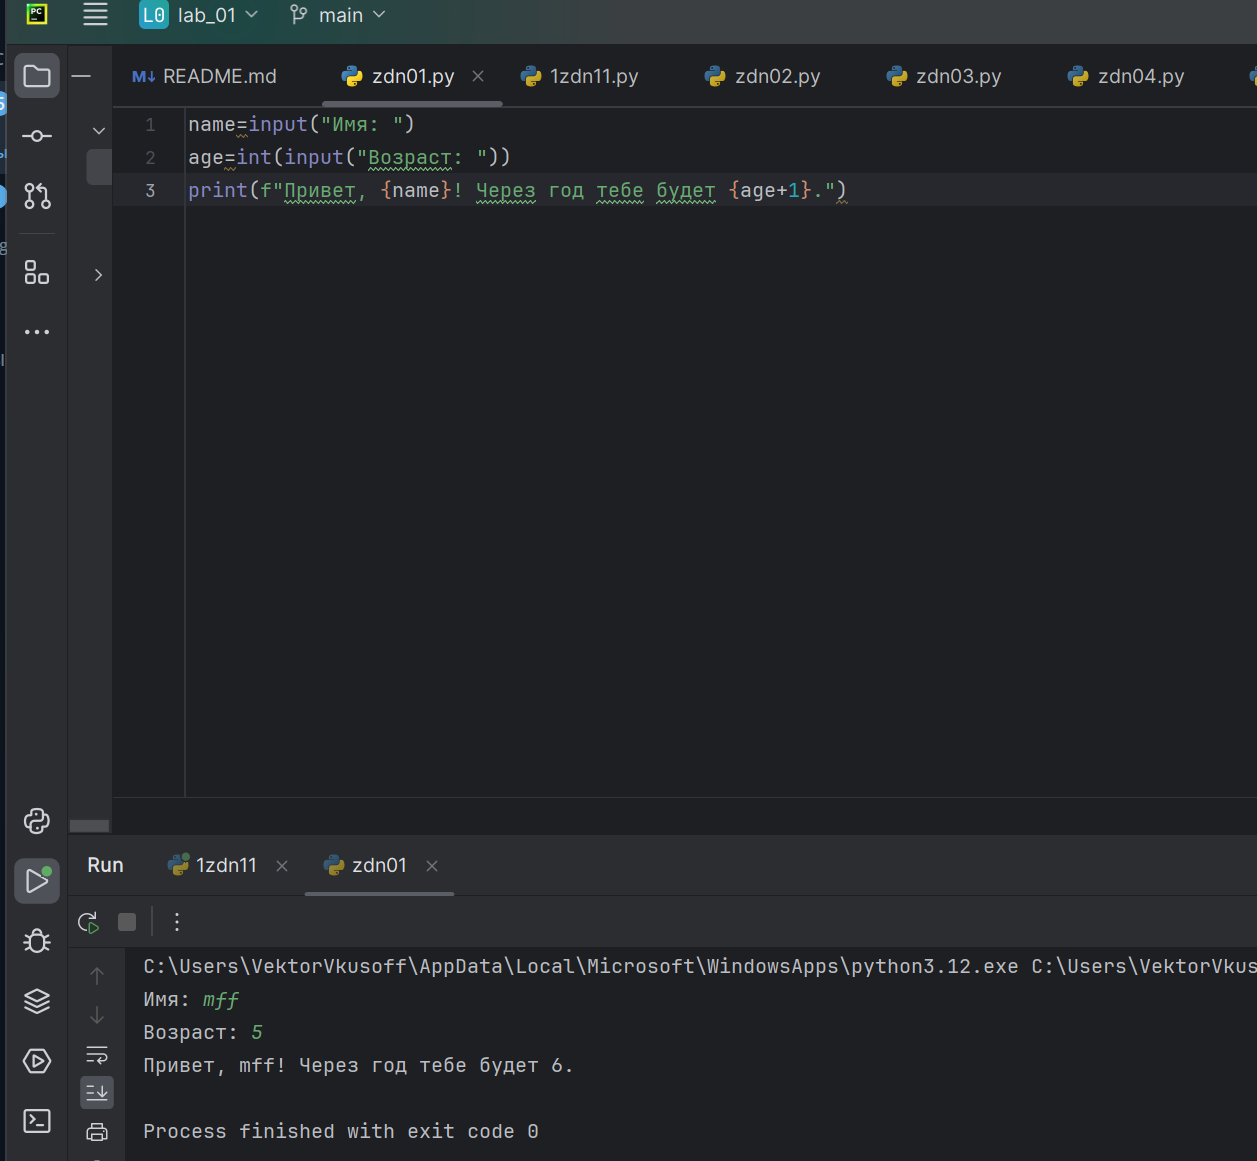 PC
L0 lab_01 main
README.md zdn01.py 1zdn11.py zdn02.py zdn03.py zdn04.py
1 name=input("Имя: ")
2 age=int(input("Возраст: "))
3 print(f"Привет, {name}! Через год тебе будет {age+1}.")
Run 1zdn11 zdn01
C:\Users\VektorVkusoff\AppData\Local\Microsoft\WindowsApps\python3.12.exe C:\Users\VektorVkus
Имя: mff
Возраст: 5
Привет, mff! Через год тебе будет 6.
Process finished with exit code 0